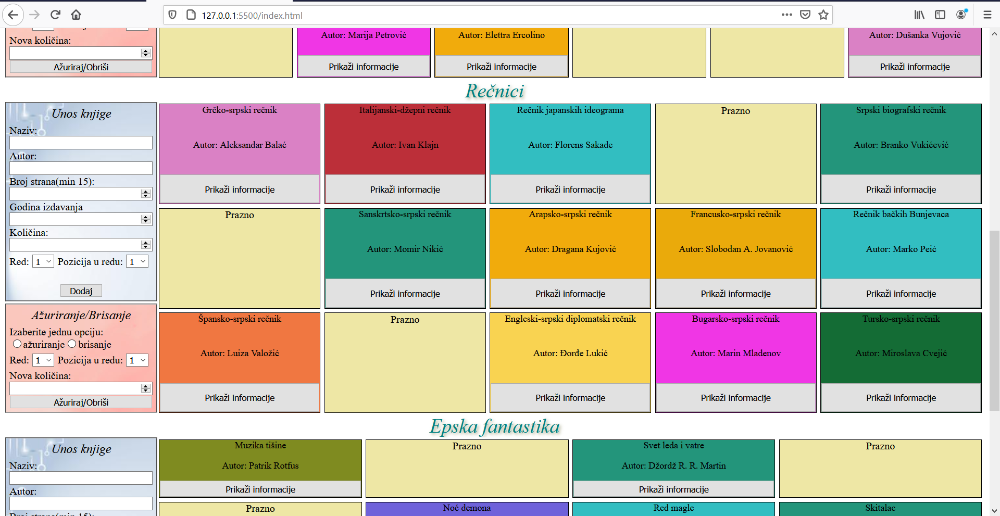 127.0.0.1:5500/index.html
Nova količina:
Ažuriraj/Obriši
Autor: Marija Petrović
Prikaži informacije
Autor: Elettra Ercolino
Prikaži informacije
Autor: Dušanka Vujović
Prikaži informacije
Rečnici
Unos knjige
Naziv:
Autor:
Broj strana(min 15):
Godina izdavanja
Količina:
Red: 1 Pozicija u redu: 1
Dodaj
Ažuriranje/Brisanje
Izaberite jednu opciju:
ažuriranje brisanje
Red: 1 Pozicija u redu: 1
Nova količina:
Ažuriraj/Obriši
Grčko-srpski rečnik
Autor: Aleksandar Balać
Prikaži informacije
Italijanski-džepni rečnik
Autor: Ivan Klajn
Prikaži informacije
Rečnik japanskih ideograma
Autor: Florens Sakade
Prikaži informacije
Prazno
Srpski biografski rečnik
Autor: Branko Vukićević
Prikaži informacije
Prazno
Sanskrtsko-srpski rečnik
Autor: Momir Nikić
Prikaži informacije
Arapsko-srpski rečnik
Autor: Dragana Kujović
Prikaži informacije
Francusko-srpski rečnik
Autor: Slobodan A. Jovanović
Prikaži informacije
Rečnik bačkih Bunjevaca
Autor: Marko Peić
Prikaži informacije
Špansko-srpski rečnik
Autor: Luiza Valožić
Prikaži informacije
Prazno
Engleski-srpski diplomatski rečnik
Autor: Đorđe Lukić
Prikaži informacije
Bugarsko-srpski rečnik
Autor: Marin Mladenov
Prikaži informacije
Tursko-srpski rečnik
Autor: Miroslava Cvejić
Prikaži informacije
Epska fantastika
Unos knjige
Naziv:
Autor:
Broj strana(min 15):
Muzika tišine
Autor: Patrik Rotfus
Prikaži informacije
Prazno
Svet leda i vatre
Autor: Džordž R. R. Martin
Prikaži informacije
Prazno
Prazno
Noć demona
Red magle
Skitalac